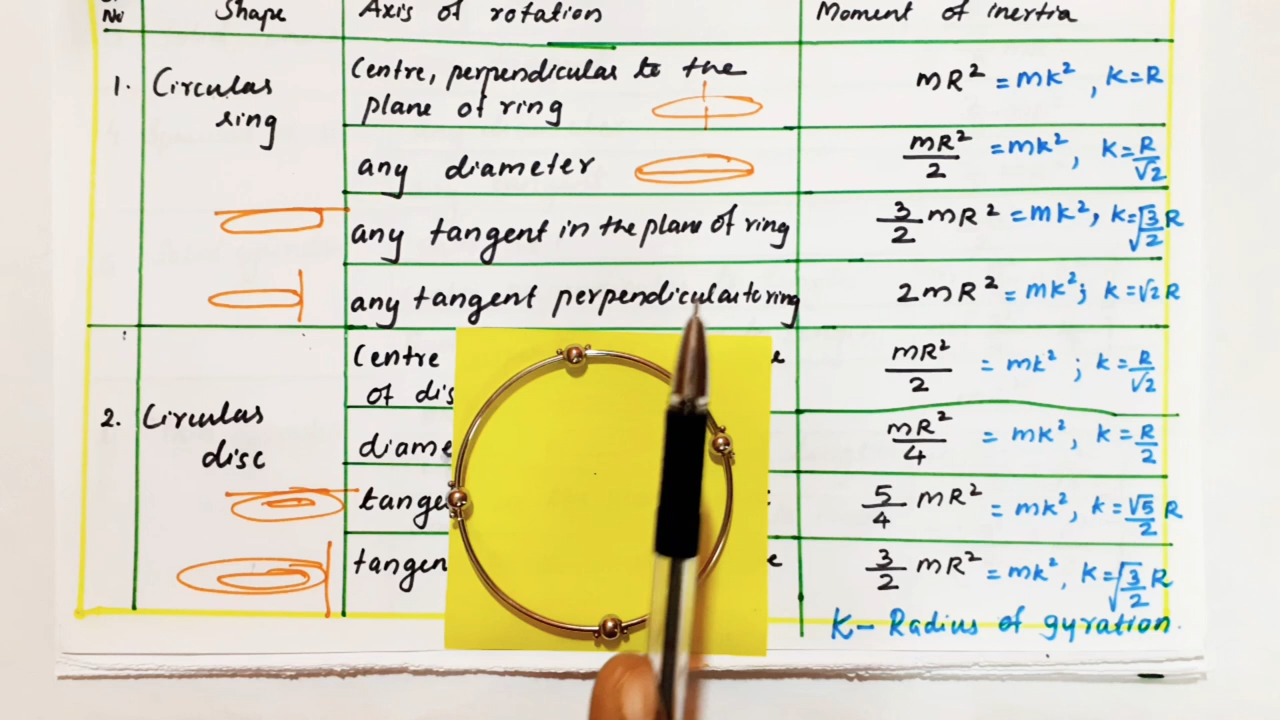 No Shape Axis of rotation Moment of inertia
1. Circular ring
Centre, perpendicular to the
plane of ring
mR² = mk², K=R
any diameter
mR²/2 = mk², K=R/√2
any tangent in the plane of ring
3/2 mR² = mk², K=√3/2 R
any tangent perpendicular to ring
2mR² = mk²; K=√2 R
2. Circular disc
Centre
of dis
mR²/2 = mk²; K=R/√2
diame
mR²/4 = mk², K=R/2
tange
5/4 mR² = mk², K=√5/2 R
tangen
3/2 mR² = mk², K=√3/2 R
K- Radius of gyration.